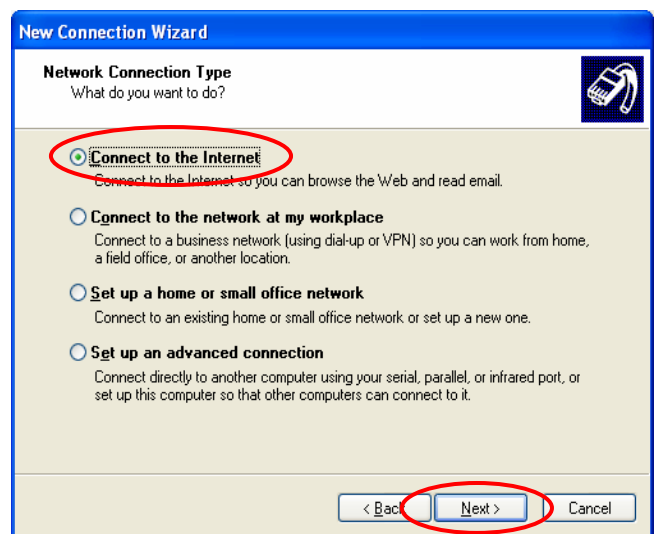 New Connection Wizard
Network Connection Type
What do you want to do?
Connect to the Internet
Connect to the Internet so you can browse the Web and read email.
Connect to the network at my workplace
Connect to a business network (using dial-up or VPN) so you can work from home,
a field office, or another location.
Set up a home or small office network
Connect to an existing home or small office network or set up a new one.
Set up an advanced connection
Connect directly to another computer using your serial, parallel, or infrared port, or
set up this computer so that other computers can connect to it.
< Back Next > Cancel